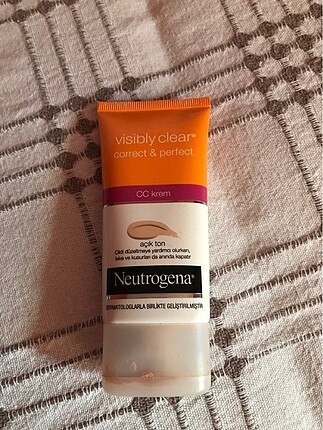 visibly clear®
correct & perfect
CC krem
açık ton
Cildi düzeltmeye yardımcı olurken,
leke ve kusurları da anında kapatır
Neutrogena®
DERMATOLOGLARLA BİRLİKTE GELİŞTİRİLMİŞTİR